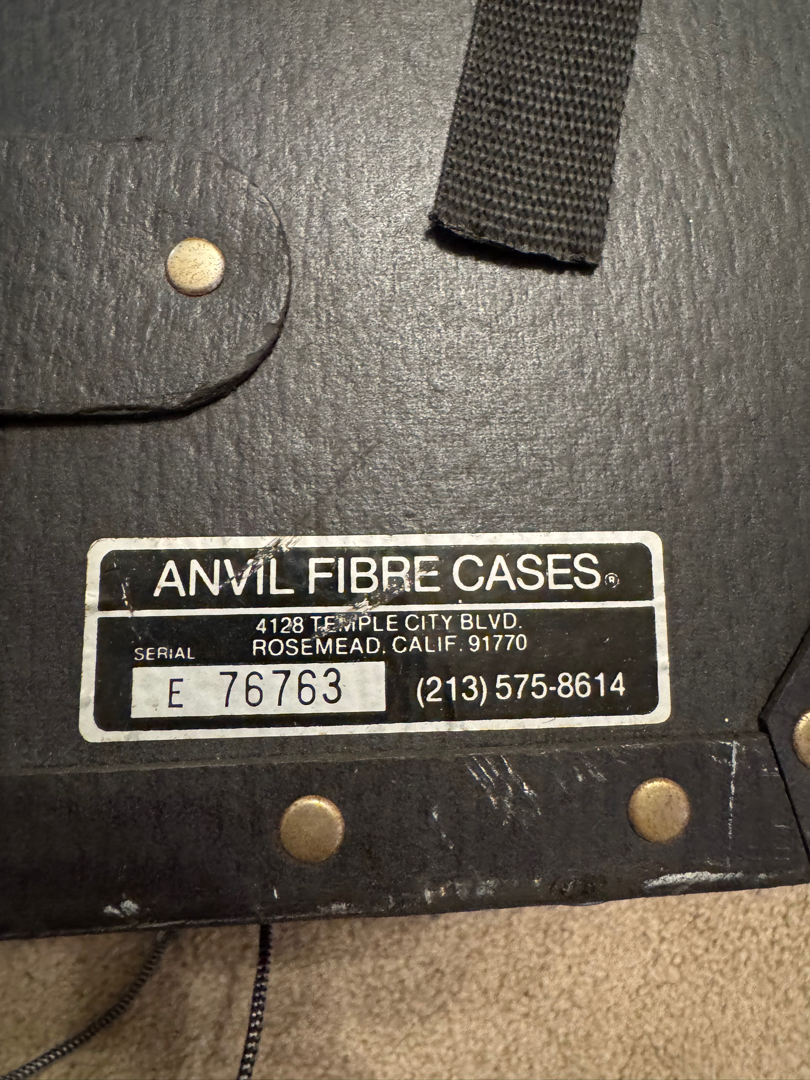 ANVIL FIBRE CASES®
4128 TEMPLE CITY BLVD.
ROSEMEAD, CALIF. 91770
SERIAL
E 76763
(213) 575-8614